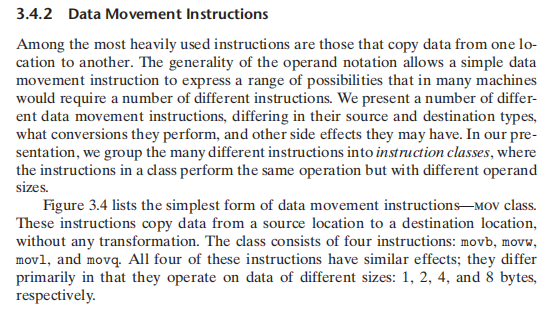 3.4.2 Data Movement Instructions
Among the most heavily used instructions are those that copy data from one lo-
cation to another. The generality of the operand notation allows a simple data
movement instruction to express a range of possibilities that in many machines
would require a number of different instructions. We present a number of differ-
ent data movement instructions, differing in their source and destination types,
what conversions they perform, and other side effects they may have. In our pre-
sentation, we group the many different instructions into instruction classes, where
the instructions in a class perform the same operation but with different operand
sizes.
Figure 3.4 lists the simplest form of data movement instructions—MOV class.
These instructions copy data from a source location to a destination location,
without any transformation. The class consists of four instructions: movb, movw,
movl, and movq. All four of these instructions have similar effects; they differ
primarily in that they operate on data of different sizes: 1, 2, 4, and 8 bytes,
respectively.